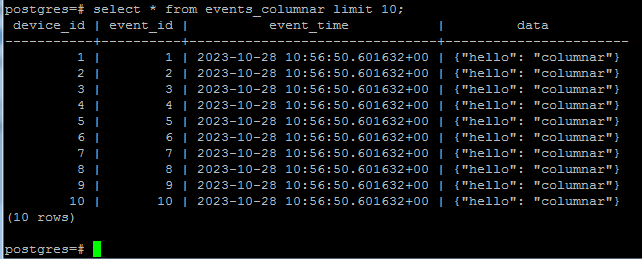 postgres=# select * from events_columnar limit 10;
 device_id | event_id |          event_time           |         data
-----------+----------+-------------------------------+-----------------------
         1 |        1 | 2023-10-28 10:56:50.601632+00 | {"hello": "columnar"}
         2 |        2 | 2023-10-28 10:56:50.601632+00 | {"hello": "columnar"}
         3 |        3 | 2023-10-28 10:56:50.601632+00 | {"hello": "columnar"}
         4 |        4 | 2023-10-28 10:56:50.601632+00 | {"hello": "columnar"}
         5 |        5 | 2023-10-28 10:56:50.601632+00 | {"hello": "columnar"}
         6 |        6 | 2023-10-28 10:56:50.601632+00 | {"hello": "columnar"}
         7 |        7 | 2023-10-28 10:56:50.601632+00 | {"hello": "columnar"}
         8 |        8 | 2023-10-28 10:56:50.601632+00 | {"hello": "columnar"}
         9 |        9 | 2023-10-28 10:56:50.601632+00 | {"hello": "columnar"}
        10 |       10 | 2023-10-28 10:56:50.601632+00 | {"hello": "columnar"}
(10 rows)
postgres=#